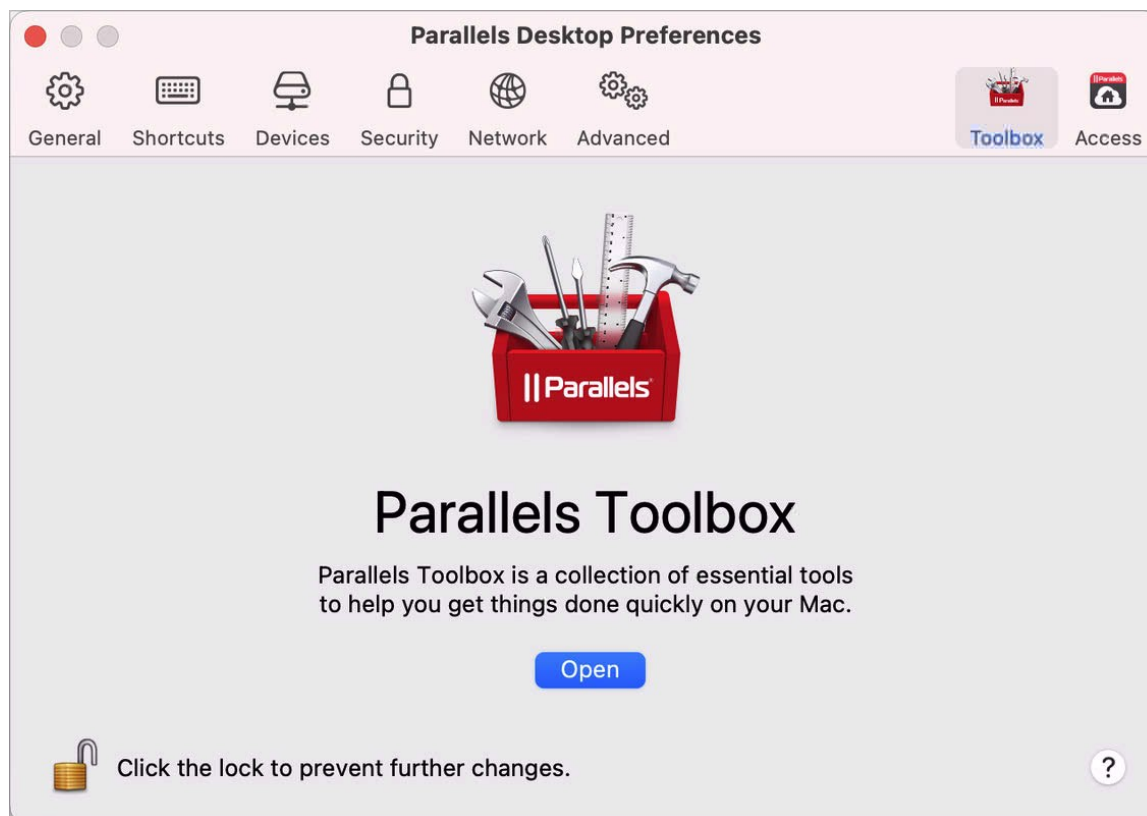 Parallels Desktop Preferences
General Shortcuts Devices Security Network Advanced Toolbox Access
|| Parallels
Parallels Toolbox
Parallels Toolbox is a collection of essential tools
to help you get things done quickly on your Mac.
Open
Click the lock to prevent further changes.
?